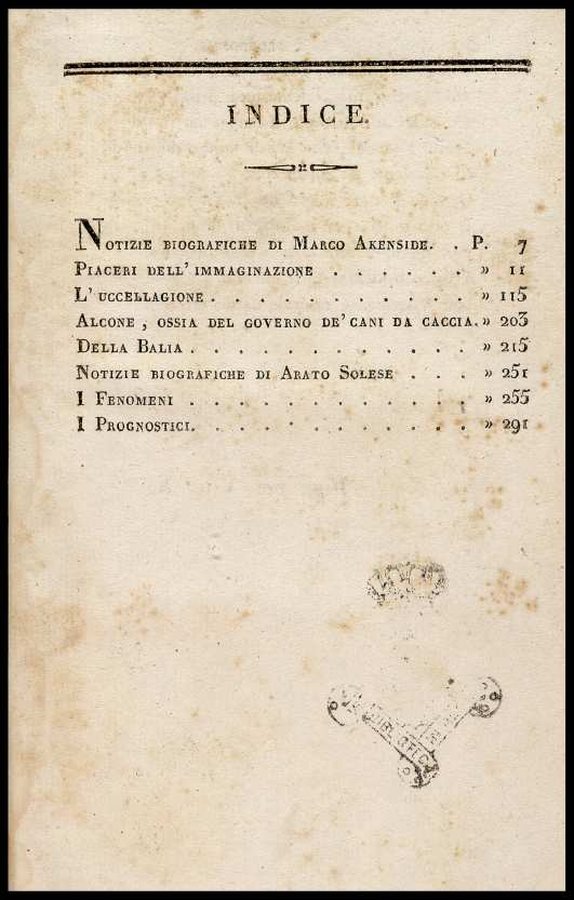 INDICE.
NOTIZIE BIOGRAFICHE DI MARCO AKENSIDE. . P. 7
PIACERI DELL' IMMAGINAZIONE . . . . . . » 11
L' UCCELLAGIONE . . . . . . . . . . . » 115
ALCONE , OSSIA DEL GOVERNO DE' CANI DA CACCIA. » 203
DELLA BALIA . . . . . . . . . . . . » 215
NOTIZIE BIOGRAFICHE DI ARATO SOLESE . . . » 251
I FENOMENI . . . . . . . . . . . . » 255
I PROGNOSTICI. . . . . . . . . . . . » 291